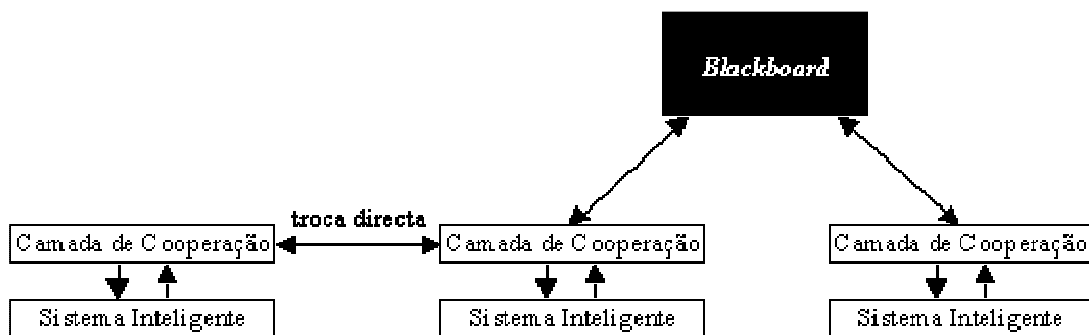 Blackboard
troca directa
Camada de Cooperação
Camada de Cooperação
Camada de Cooperação
Sistema Inteligente
Sistema Inteligente
Sistema Inteligente